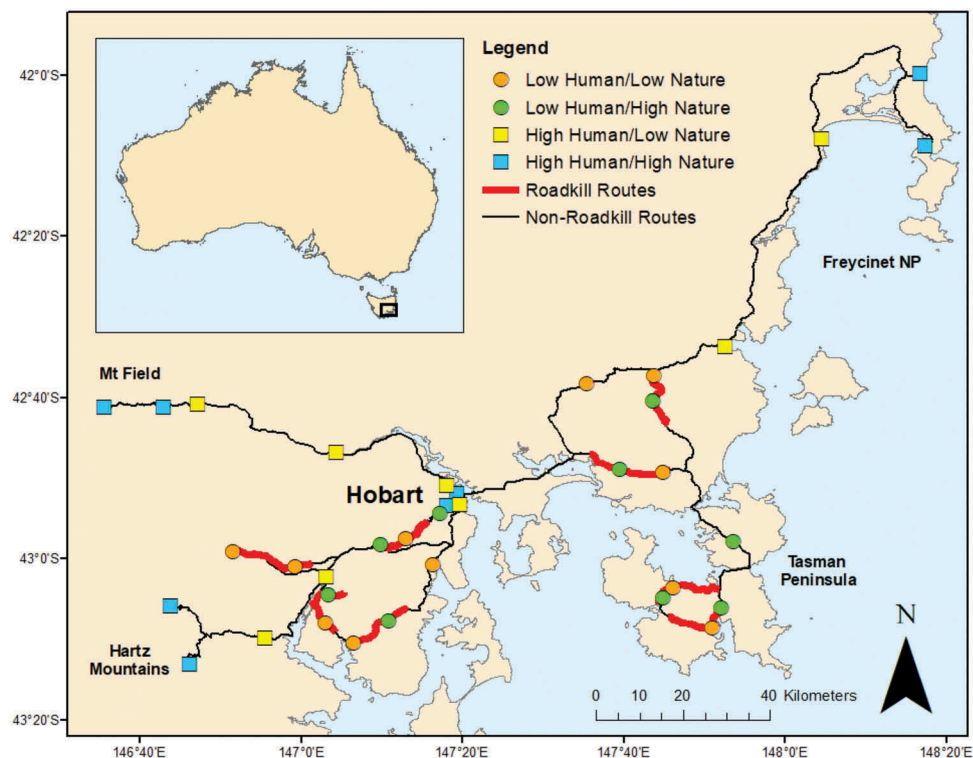 Legend
Low Human/Low Nature
Low Human/High Nature
High Human/Low Nature
High Human/High Nature
Roadkill Routes
Non-Roadkill Routes
42°0'S
42°20'S
42°40'S
43°0'S
43°20'S
Freycinet NP
Mt Field
Hobart
Tasman
Peninsula
Hartz
Mountains
N
0 10 20 40 Kilometers
146°40'E 147°0'E 147°20'E 147°40'E 148°0'E 148°20'E